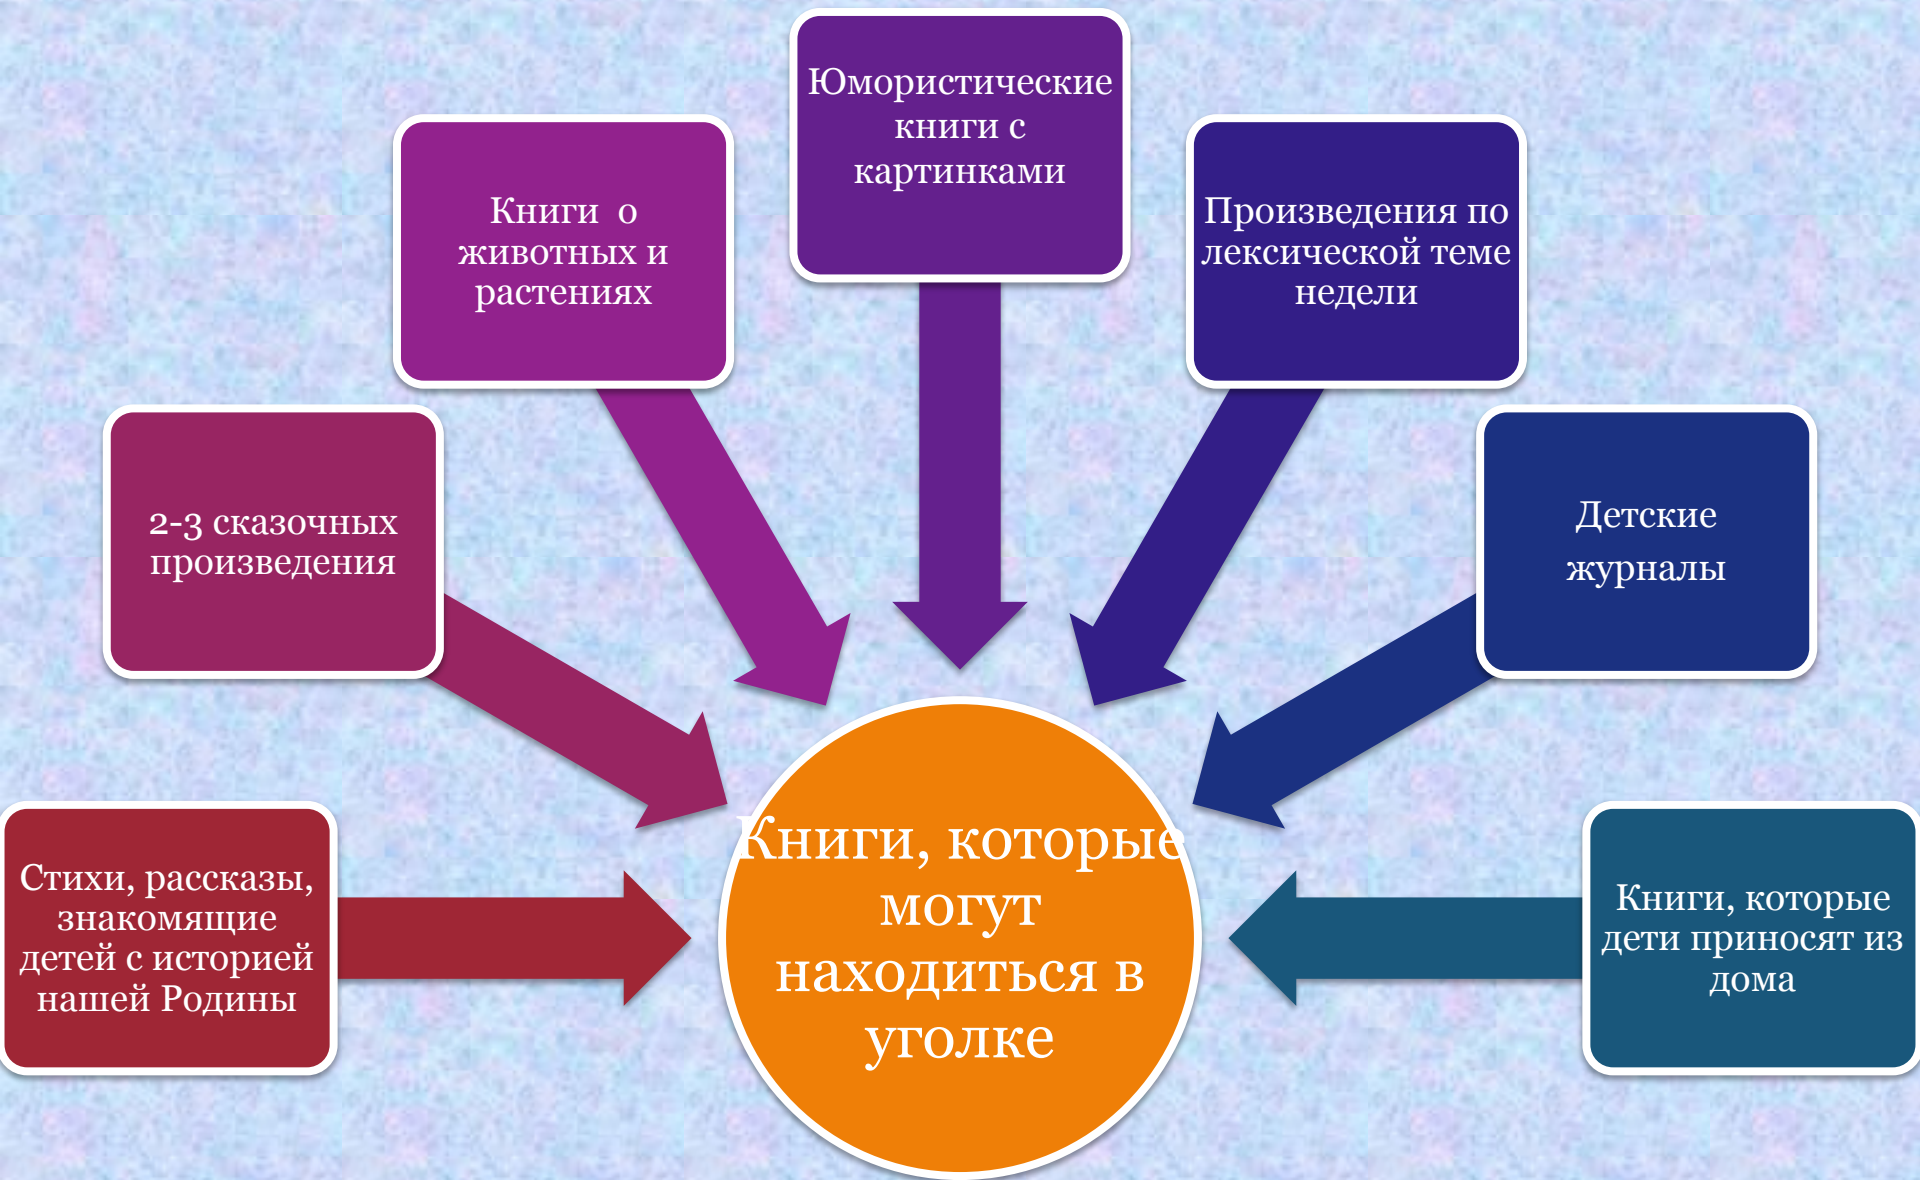 Юмористические
книги с
картинками
Книги о
животных и
растениях
Произведения по
лексической теме
недели
2-3 сказочных
произведения
Детские
журналы
Стихи, рассказы,
знакомящие
детей с историей
нашей Родины
Книги, которые
могут
находиться в
уголке
Книги, которые
дети приносят из
дома